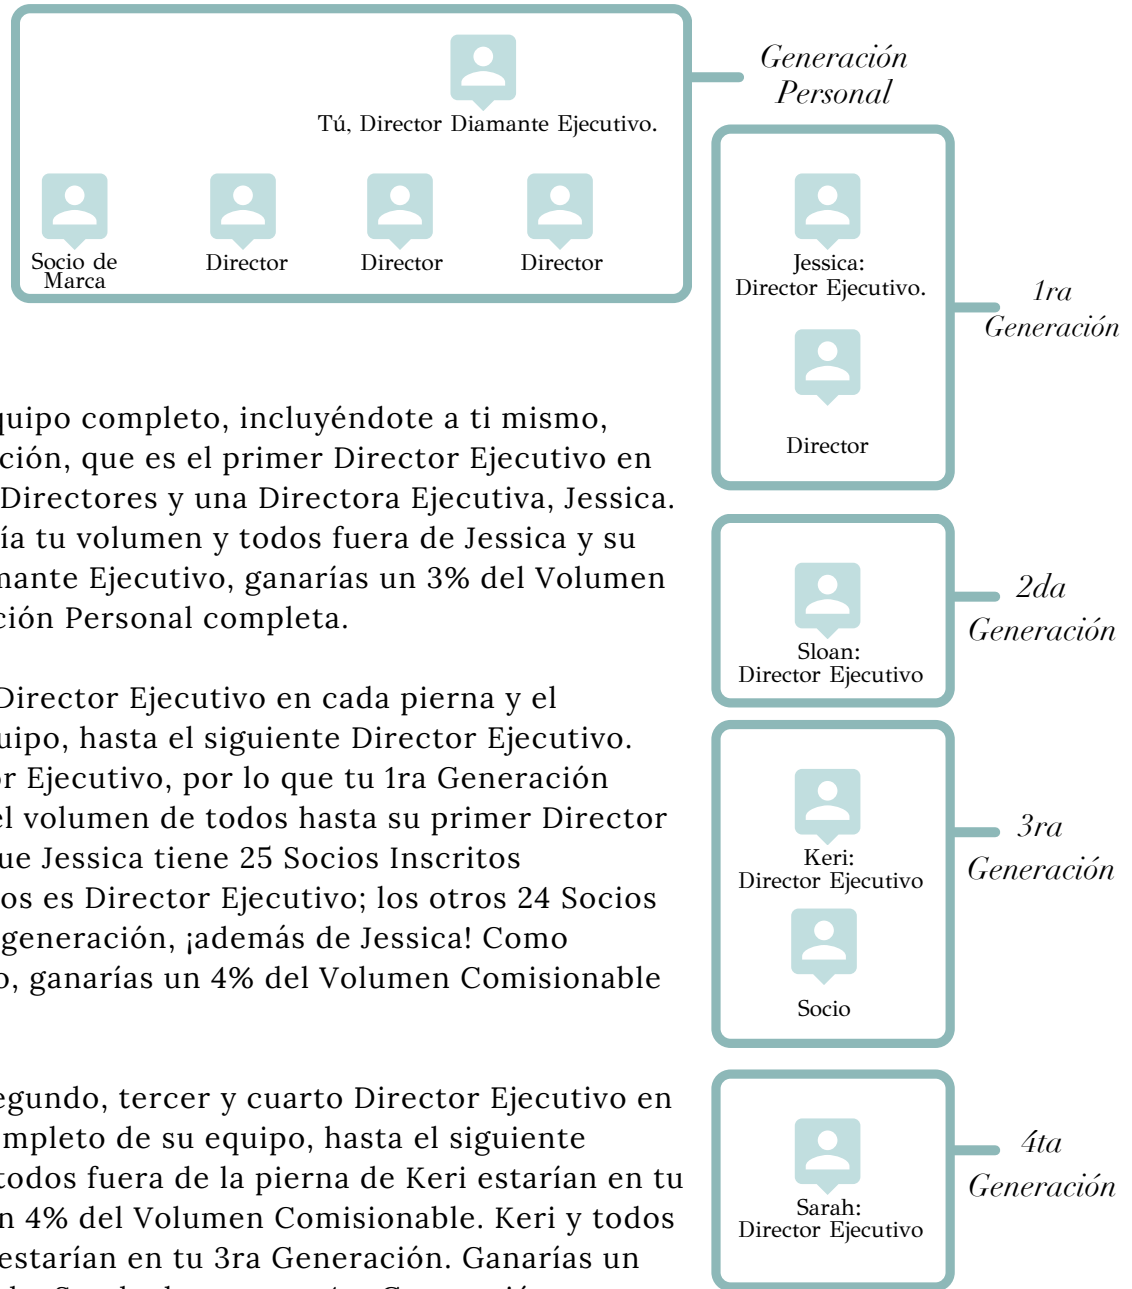 Generación
Personal
Tú, Director Diamante Ejecutivo.
Socio de
Marca
Director
Director
Director
Jessica:
Director Ejecutivo.
Director
1ra
Generación
quipo completo, incluyéndote a ti mismo,
ción, que es el primer Director Ejecutivo en
Directores y una Directora Ejecutiva, Jessica.
ía tu volumen y todos fuera de Jessica y su
nante Ejecutivo, ganarías un 3% del Volumen
ción Personal completa.
Sloan:
Director Ejecutivo
2da
Generación
Director Ejecutivo en cada pierna y el
uipo, hasta el siguiente Director Ejecutivo.
or Ejecutivo, por lo que tu 1ra Generación
el volumen de todos hasta su primer Director
que Jessica tiene 25 Socios Inscritos
os es Director Ejecutivo; los otros 24 Socios
generación, ¡además de Jessica! Como
o, ganarías un 4% del Volumen Comisionable
Keri:
Director Ejecutivo
Socio
3ra
Generación
egundo, tercer y cuarto Director Ejecutivo en
mpleto de su equipo, hasta el siguiente
todos fuera de la pierna de Keri estarían en tu
n 4% del Volumen Comisionable. Keri y todos
estarían en tu 3ra Generación. Ganarías un
Sarah:
Director Ejecutivo
4ta
Generación